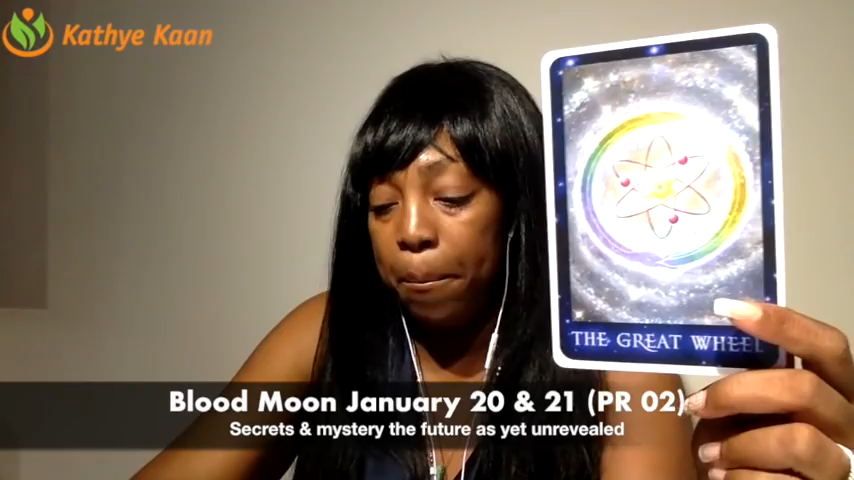 Kathye Kaan
THE GREAT WHEEL
Blood Moon January 20 & 21 (PR 02)
Secrets & mystery the future as yet unrevealed